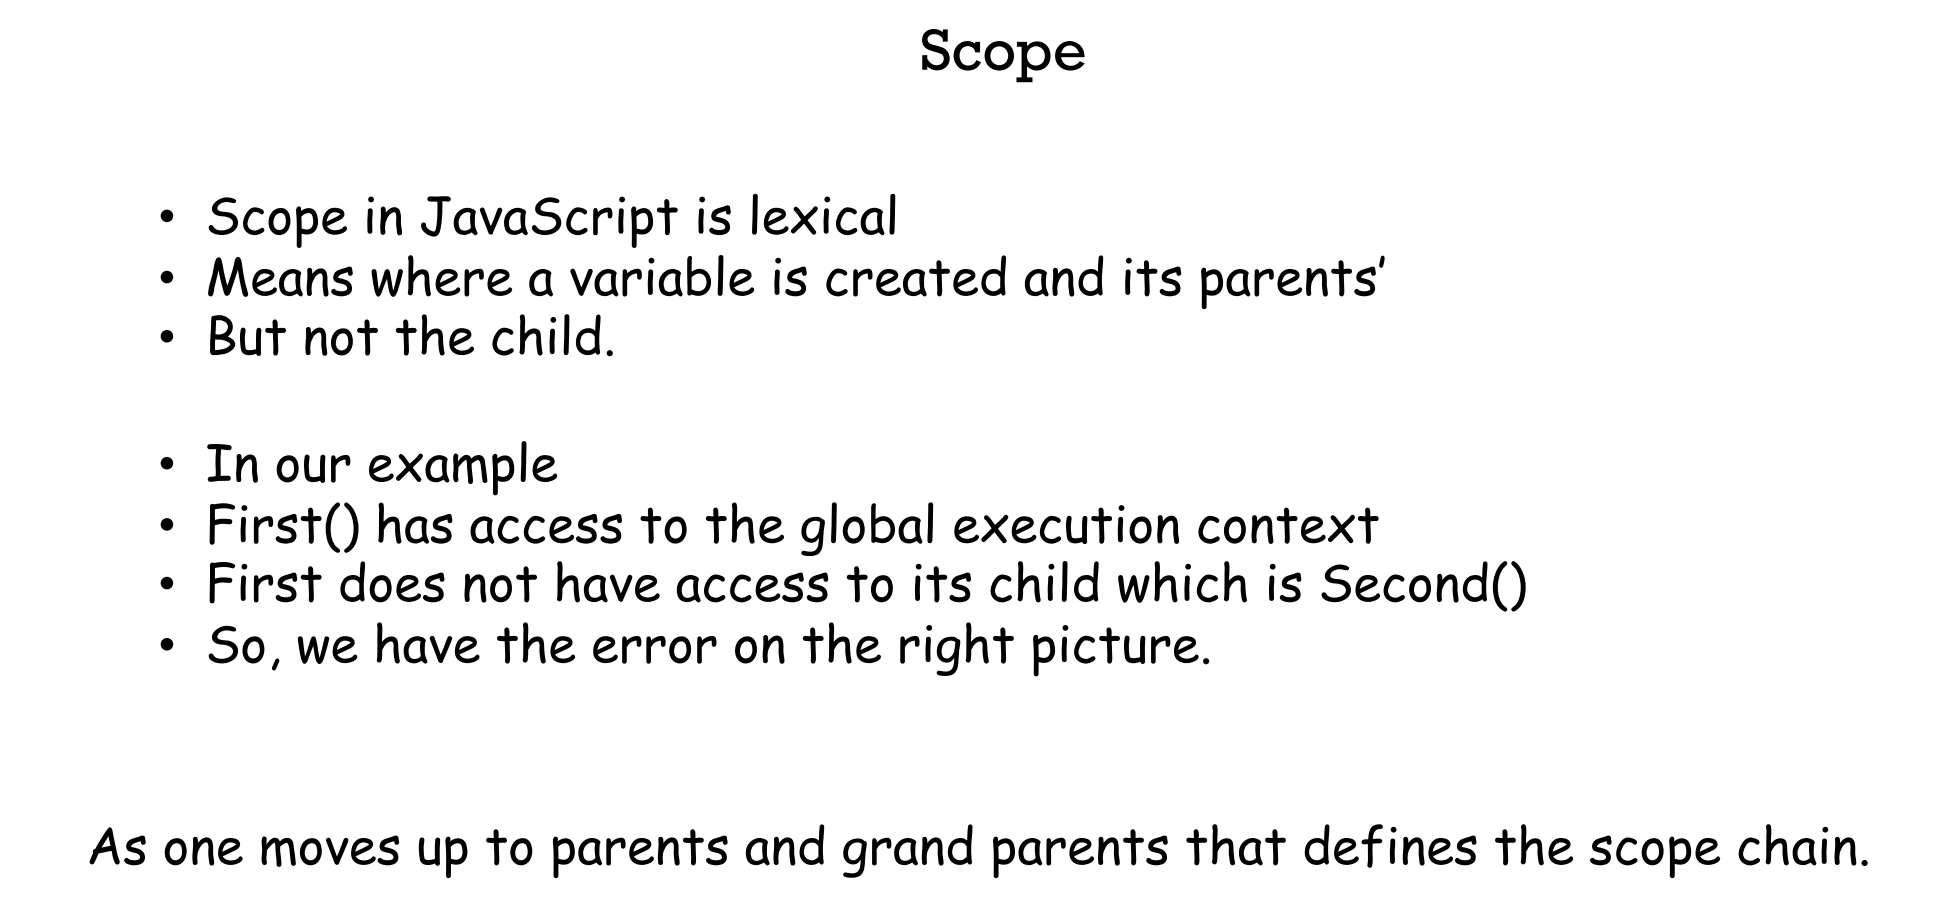 Scope
• Scope in JavaScript is lexical
• Means where a variable is created and its parents’
• But not the child.
• In our example
• First() has access to the global execution context
• First does not have access to its child which is Second()
• So, we have the error on the right picture.
As one moves up to parents and grand parents that defines the scope chain.